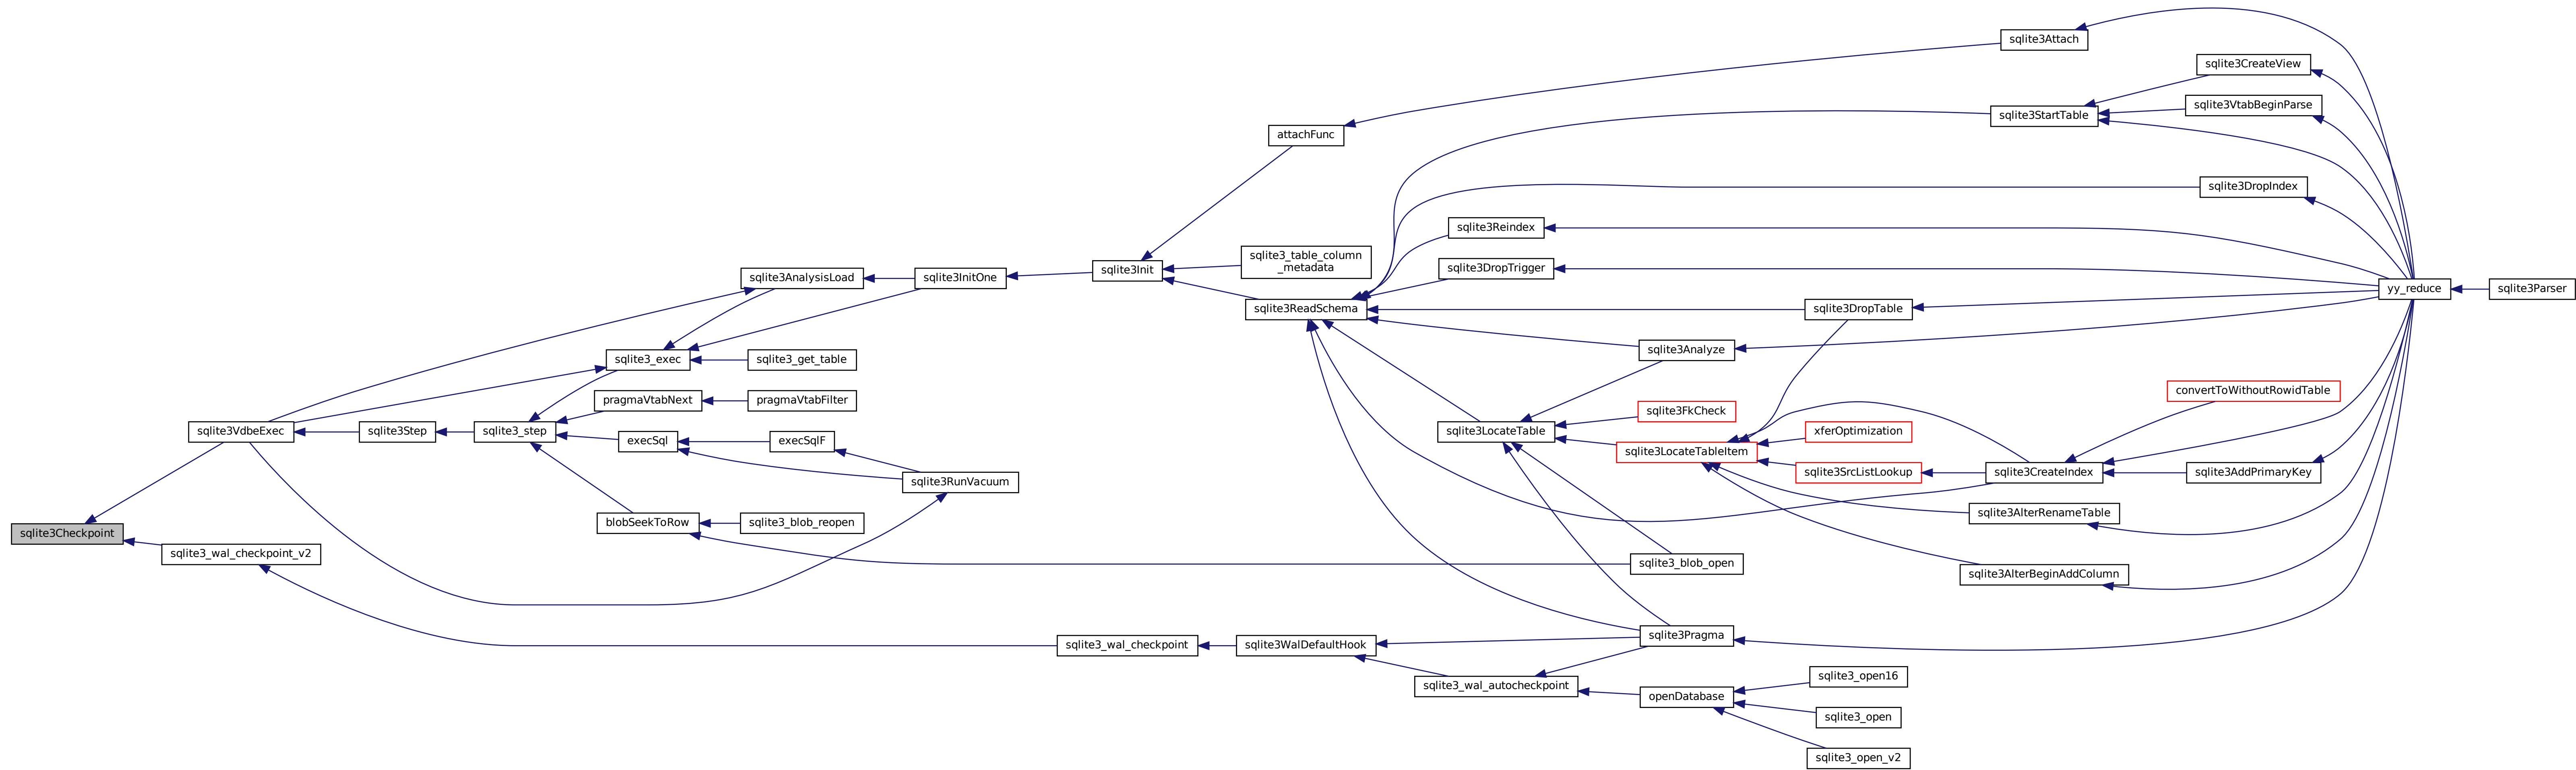 sqlite3Attach
sqlite3CreateView
sqlite3VtabBeginParse
sqlite3StartTable
attachFunc
sqlite3DropIndex
sqlite3Reindex
sqlite3_table_column
_metadata
sqlite3DropTrigger
sqlite3Init
sqlite3AnalysisLoad
sqlite3InitOne
yy_reduce
sqlite3Parser
sqlite3ReadSchema
sqlite3DropTable
sqlite3Analyze
sqlite3_exec
sqlite3_get_table
convertToWithoutRowidTable
pragmaVtabNext
pragmaVtabFilter
sqlite3FkCheck
sqlite3VdbeExec
sqlite3Step
sqlite3_step
sqlite3LocateTable
xferOptimization
execSql
execSqlF
sqlite3LocateTableItem
sqlite3SrcListLookup
sqlite3CreateIndex
sqlite3AddPrimaryKey
sqlite3RunVacuum
sqlite3AlterRenameTable
blobSeekToRow
sqlite3_blob_reopen
sqlite3Checkpoint
sqlite3_wal_checkpoint_v2
sqlite3_blob_open
sqlite3AlterBeginAddColumn
sqlite3Pragma
sqlite3_wal_checkpoint
sqlite3WalDefaultHook
sqlite3_open16
sqlite3_wal_autocheckpoint
openDatabase
sqlite3_open
sqlite3_open_v2